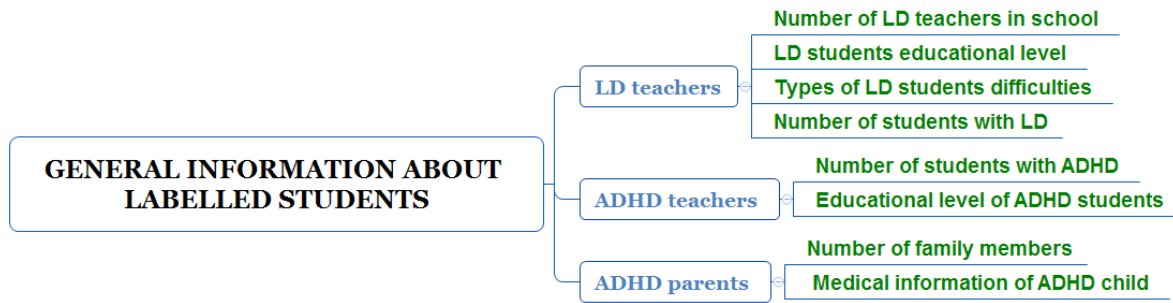 GENERAL INFORMATION ABOUT
LABELLED STUDENTS
LD teachers
Number of LD teachers in school
LD students educational level
Types of LD students difficulties
Number of students with LD
ADHD teachers
Number of students with ADHD
Educational level of ADHD students
ADHD parents
Number of family members
Medical information of ADHD child